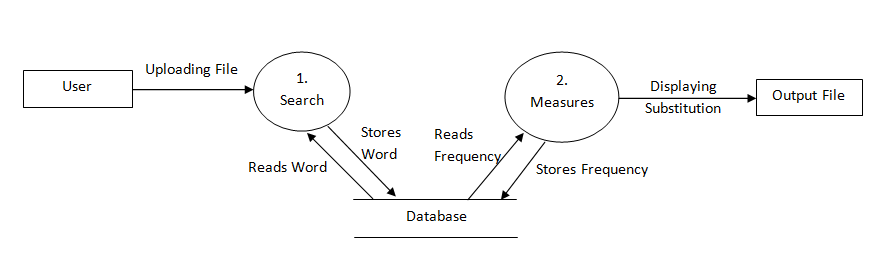 User
Uploading File
1.
Search
Stores
Word
Reads Word
Database
Reads
Frequency
2.
Measures
Stores Frequency
Displaying
Substitution
Output File